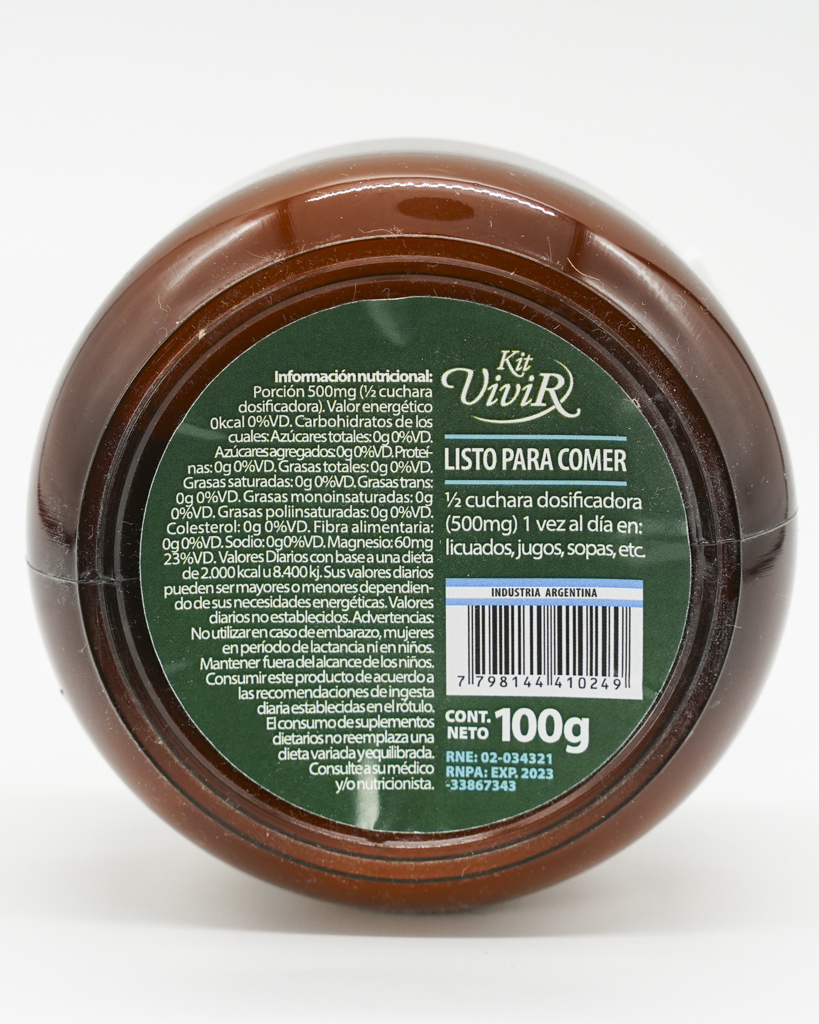 Información nutricional:
Porción 500mg (½ cuchara
dosificadora). Valor energético
0kcal 0%VD. Carbohidratos de los
cuales: Azúcares totales: 0g 0%VD.
Azúcares agregados: 0g 0%VD. Proteí-
nas: 0g 0%VD. Grasas totales: 0g 0%VD.
Grasas saturadas: 0g 0%VD. Grasas trans:
0g 0%VD. Grasas monoinsaturadas: 0g
0%VD. Grasas poliinsaturadas: 0g 0%VD.
Colesterol: 0g 0%VD. Fibra alimentaria:
0g 0%VD. Sodio: 0g0%VD. Magnesio: 60mg
23%VD. Valores Diarios con base a una dieta
de 2.000 kcal u 8.400 kj. Sus valores diarios
pueden ser mayores o menores dependien-
do de sus necesidades energéticas. Valores
diarios no establecidos. Advertencias:
No utilizar en caso de embarazo, mujeres
en período de lactancia ni en niños.
Mantener fuera del alcance de los niños.
Consumir este producto de acuerdo a
las recomendaciones de ingesta
diaria establecidas en el rótulo.
El consumo de suplementos
dietarios no reemplaza una
dieta variada y equilibrada.
Consulte a su médico
y/o nutricionista.
Kit
ViviR
LISTO PARA COMER
½ cuchara dosificadora
(500mg) 1 vez al día en:
licuados, jugos, sopas, etc.
INDUSTRIA ARGENTINA
7 798144 410249
CONT.
NETO 100g
RNE: 02-034321
RNPA: EXP. 2023
-33867343